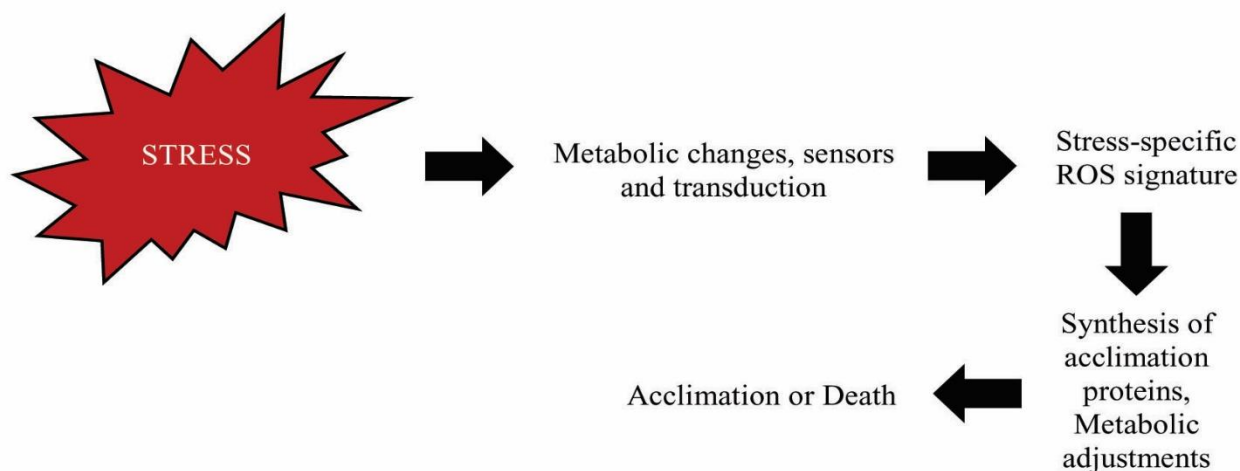 STRESS
Metabolic changes, sensors
and transduction
Stress-specific
ROS signature
Synthesis of
acclimation
proteins,
Metabolic
adjustments
Acclimation or Death